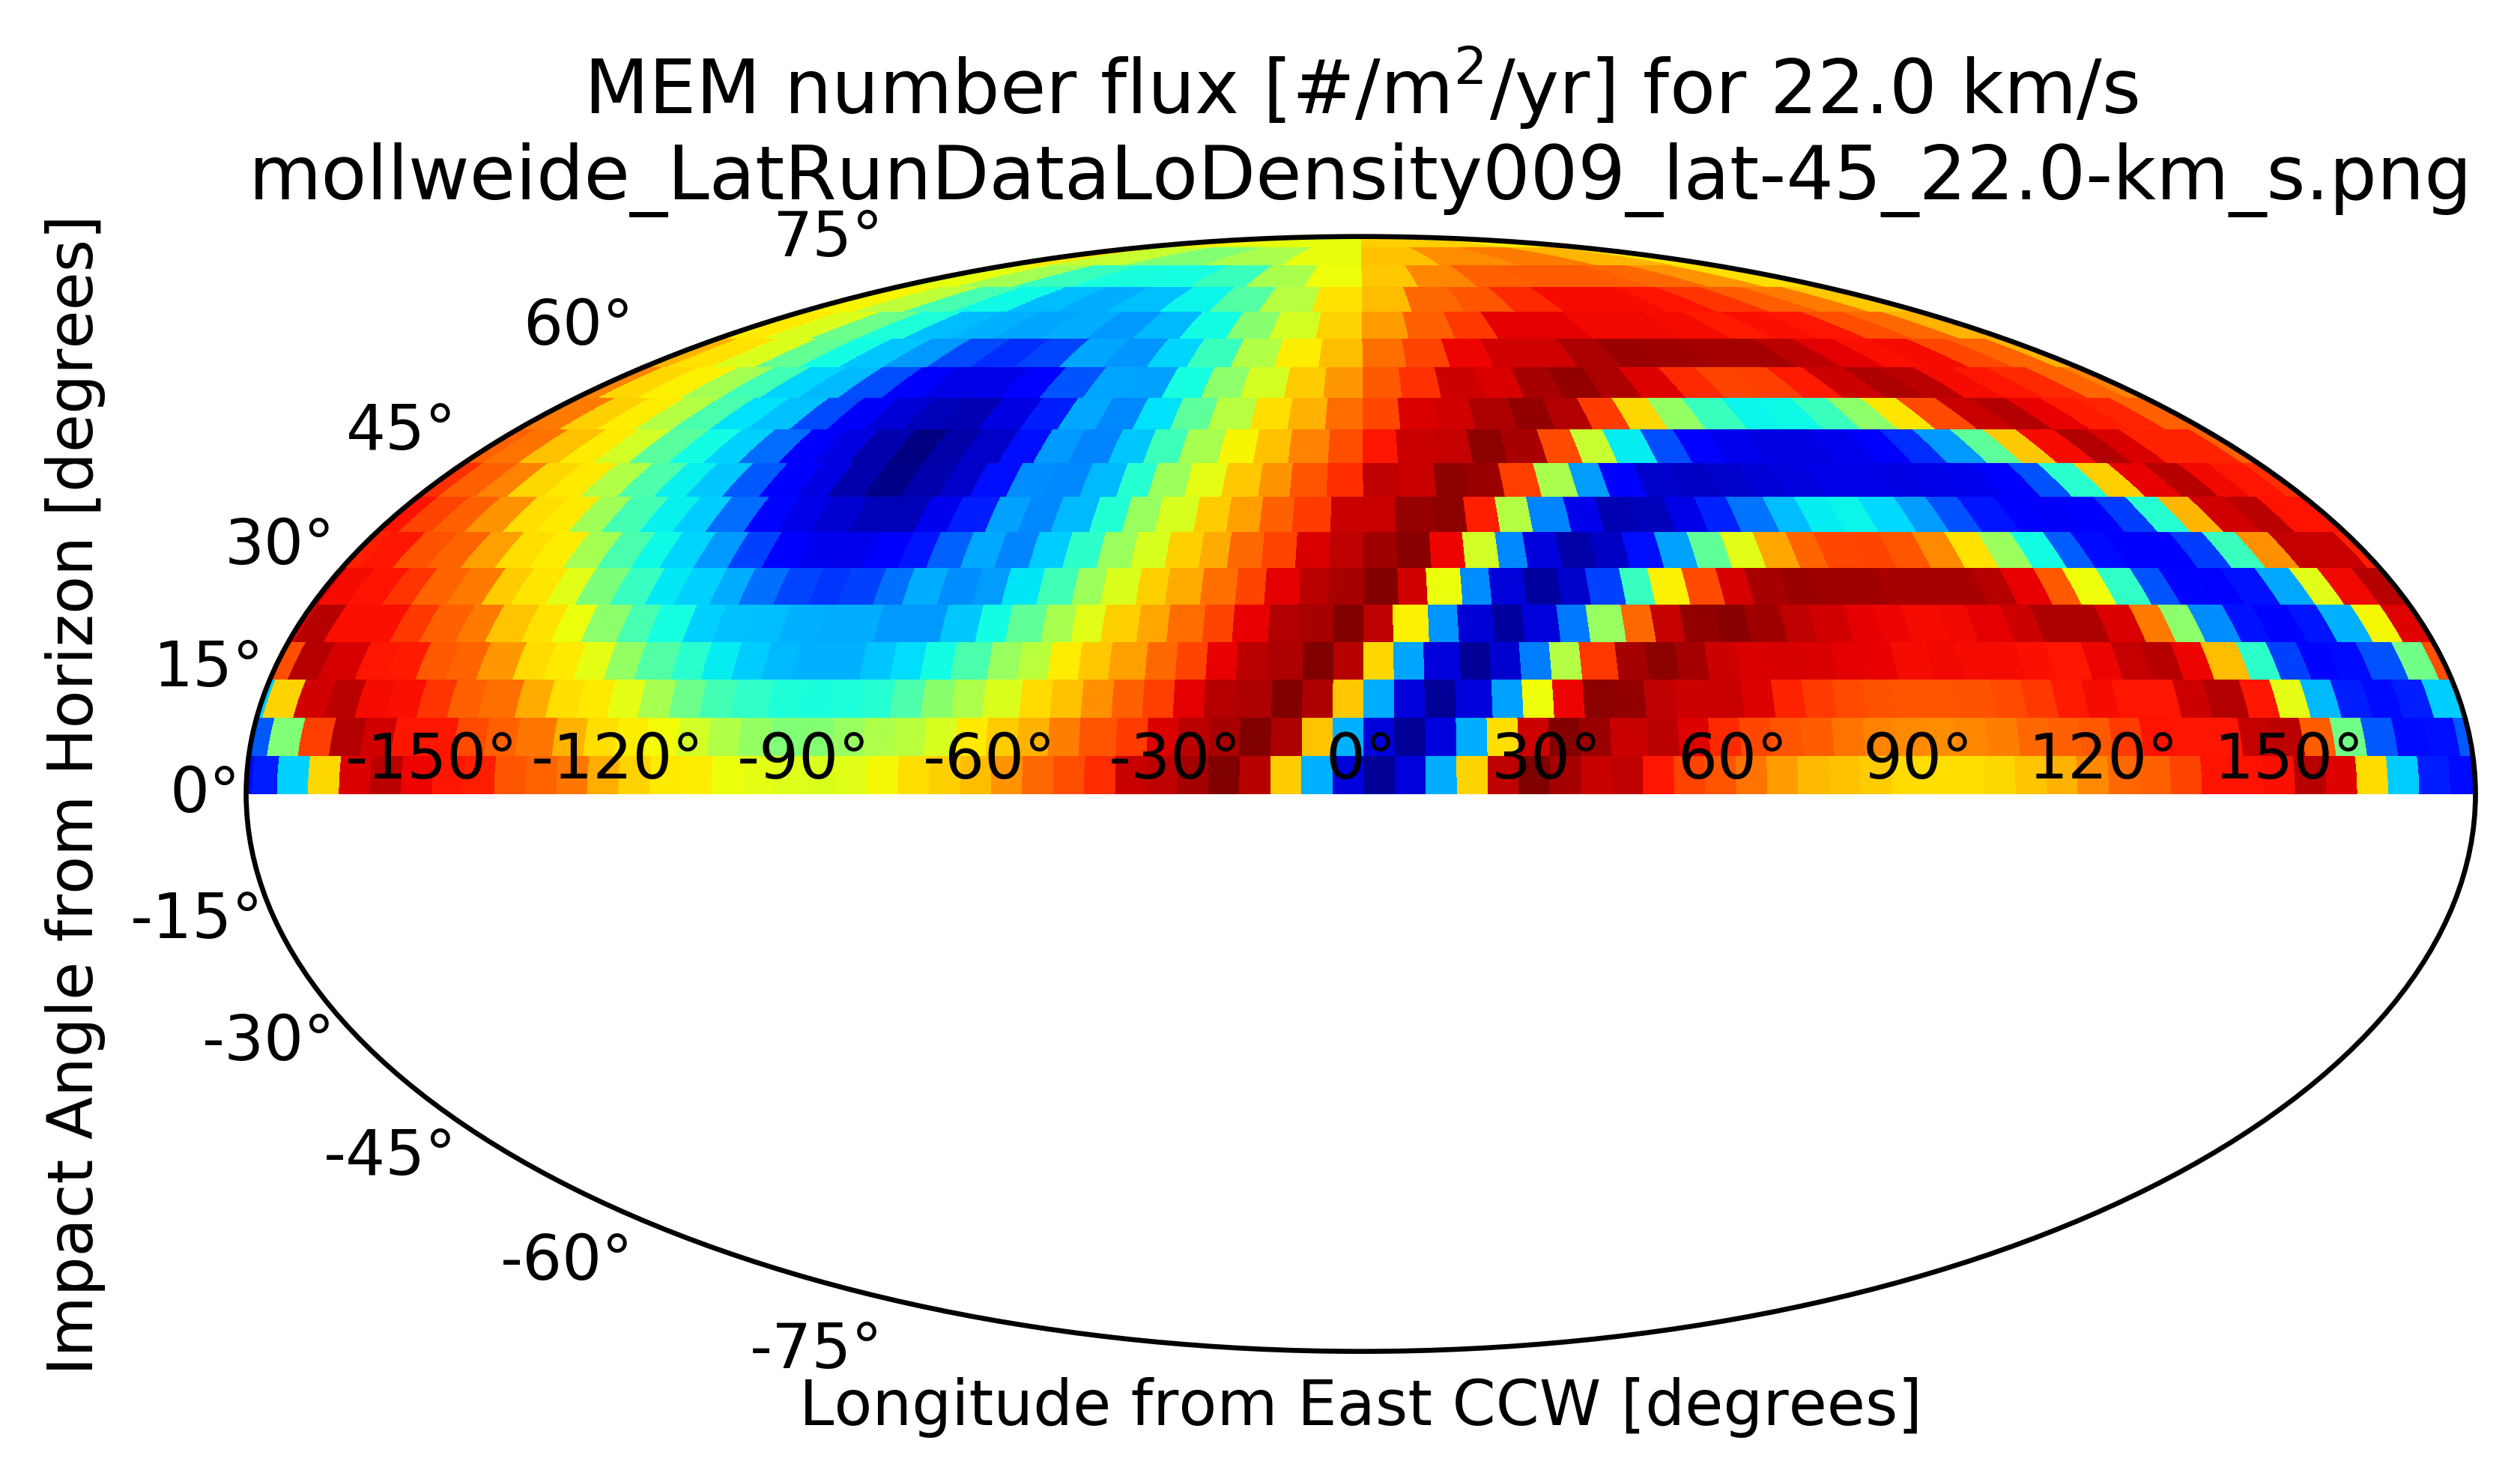 MEM number flux [#/m²/yr] for 22.0 km/s
mollweide_LatRunDataLoDensity009_lat-45_22.0-km_s.png
75°
60°
45°
30°
15°
0°
-15°
-30°
-45°
-60°
-75°
-150° -120° -90° -60° -30° 0° 30° 60° 90° 120° 150°
Impact Angle from Horizon [degrees]
Longitude from East CCW [degrees]